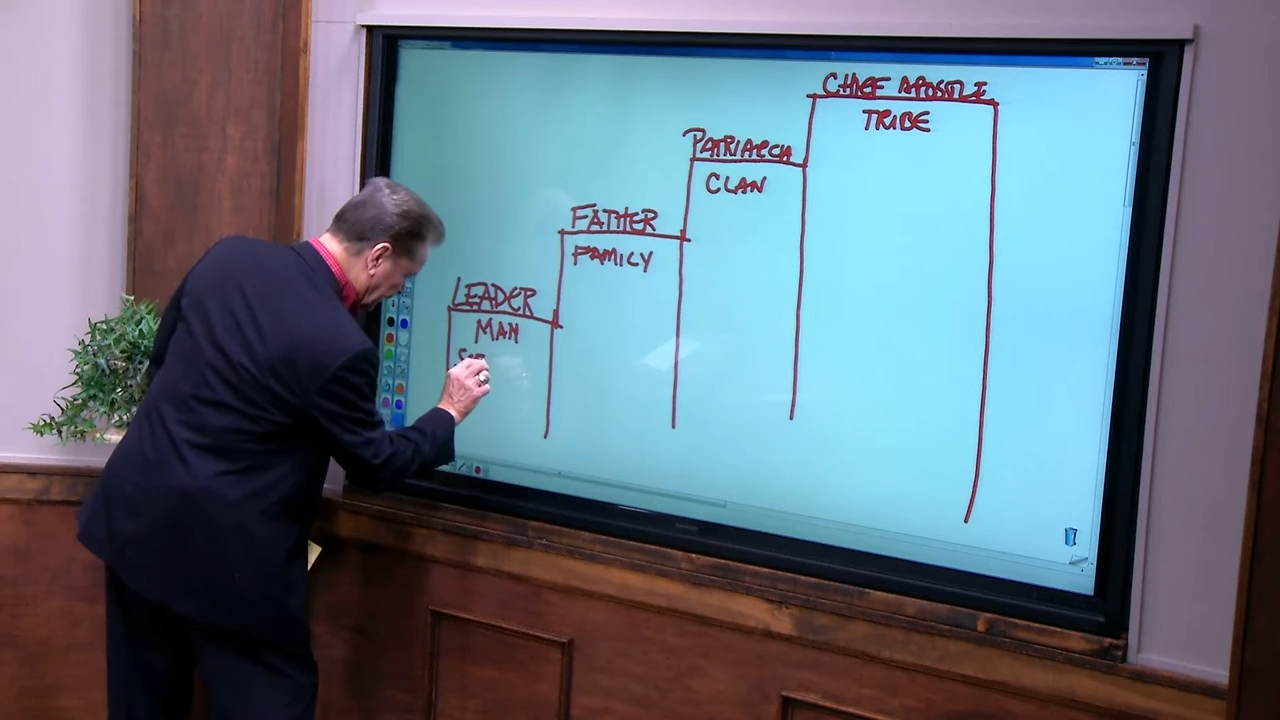 CHIEF APOSTLE
TRIBE
PATRIARCH
CLAN
FATHER
FAMILY
LEADER
MAN